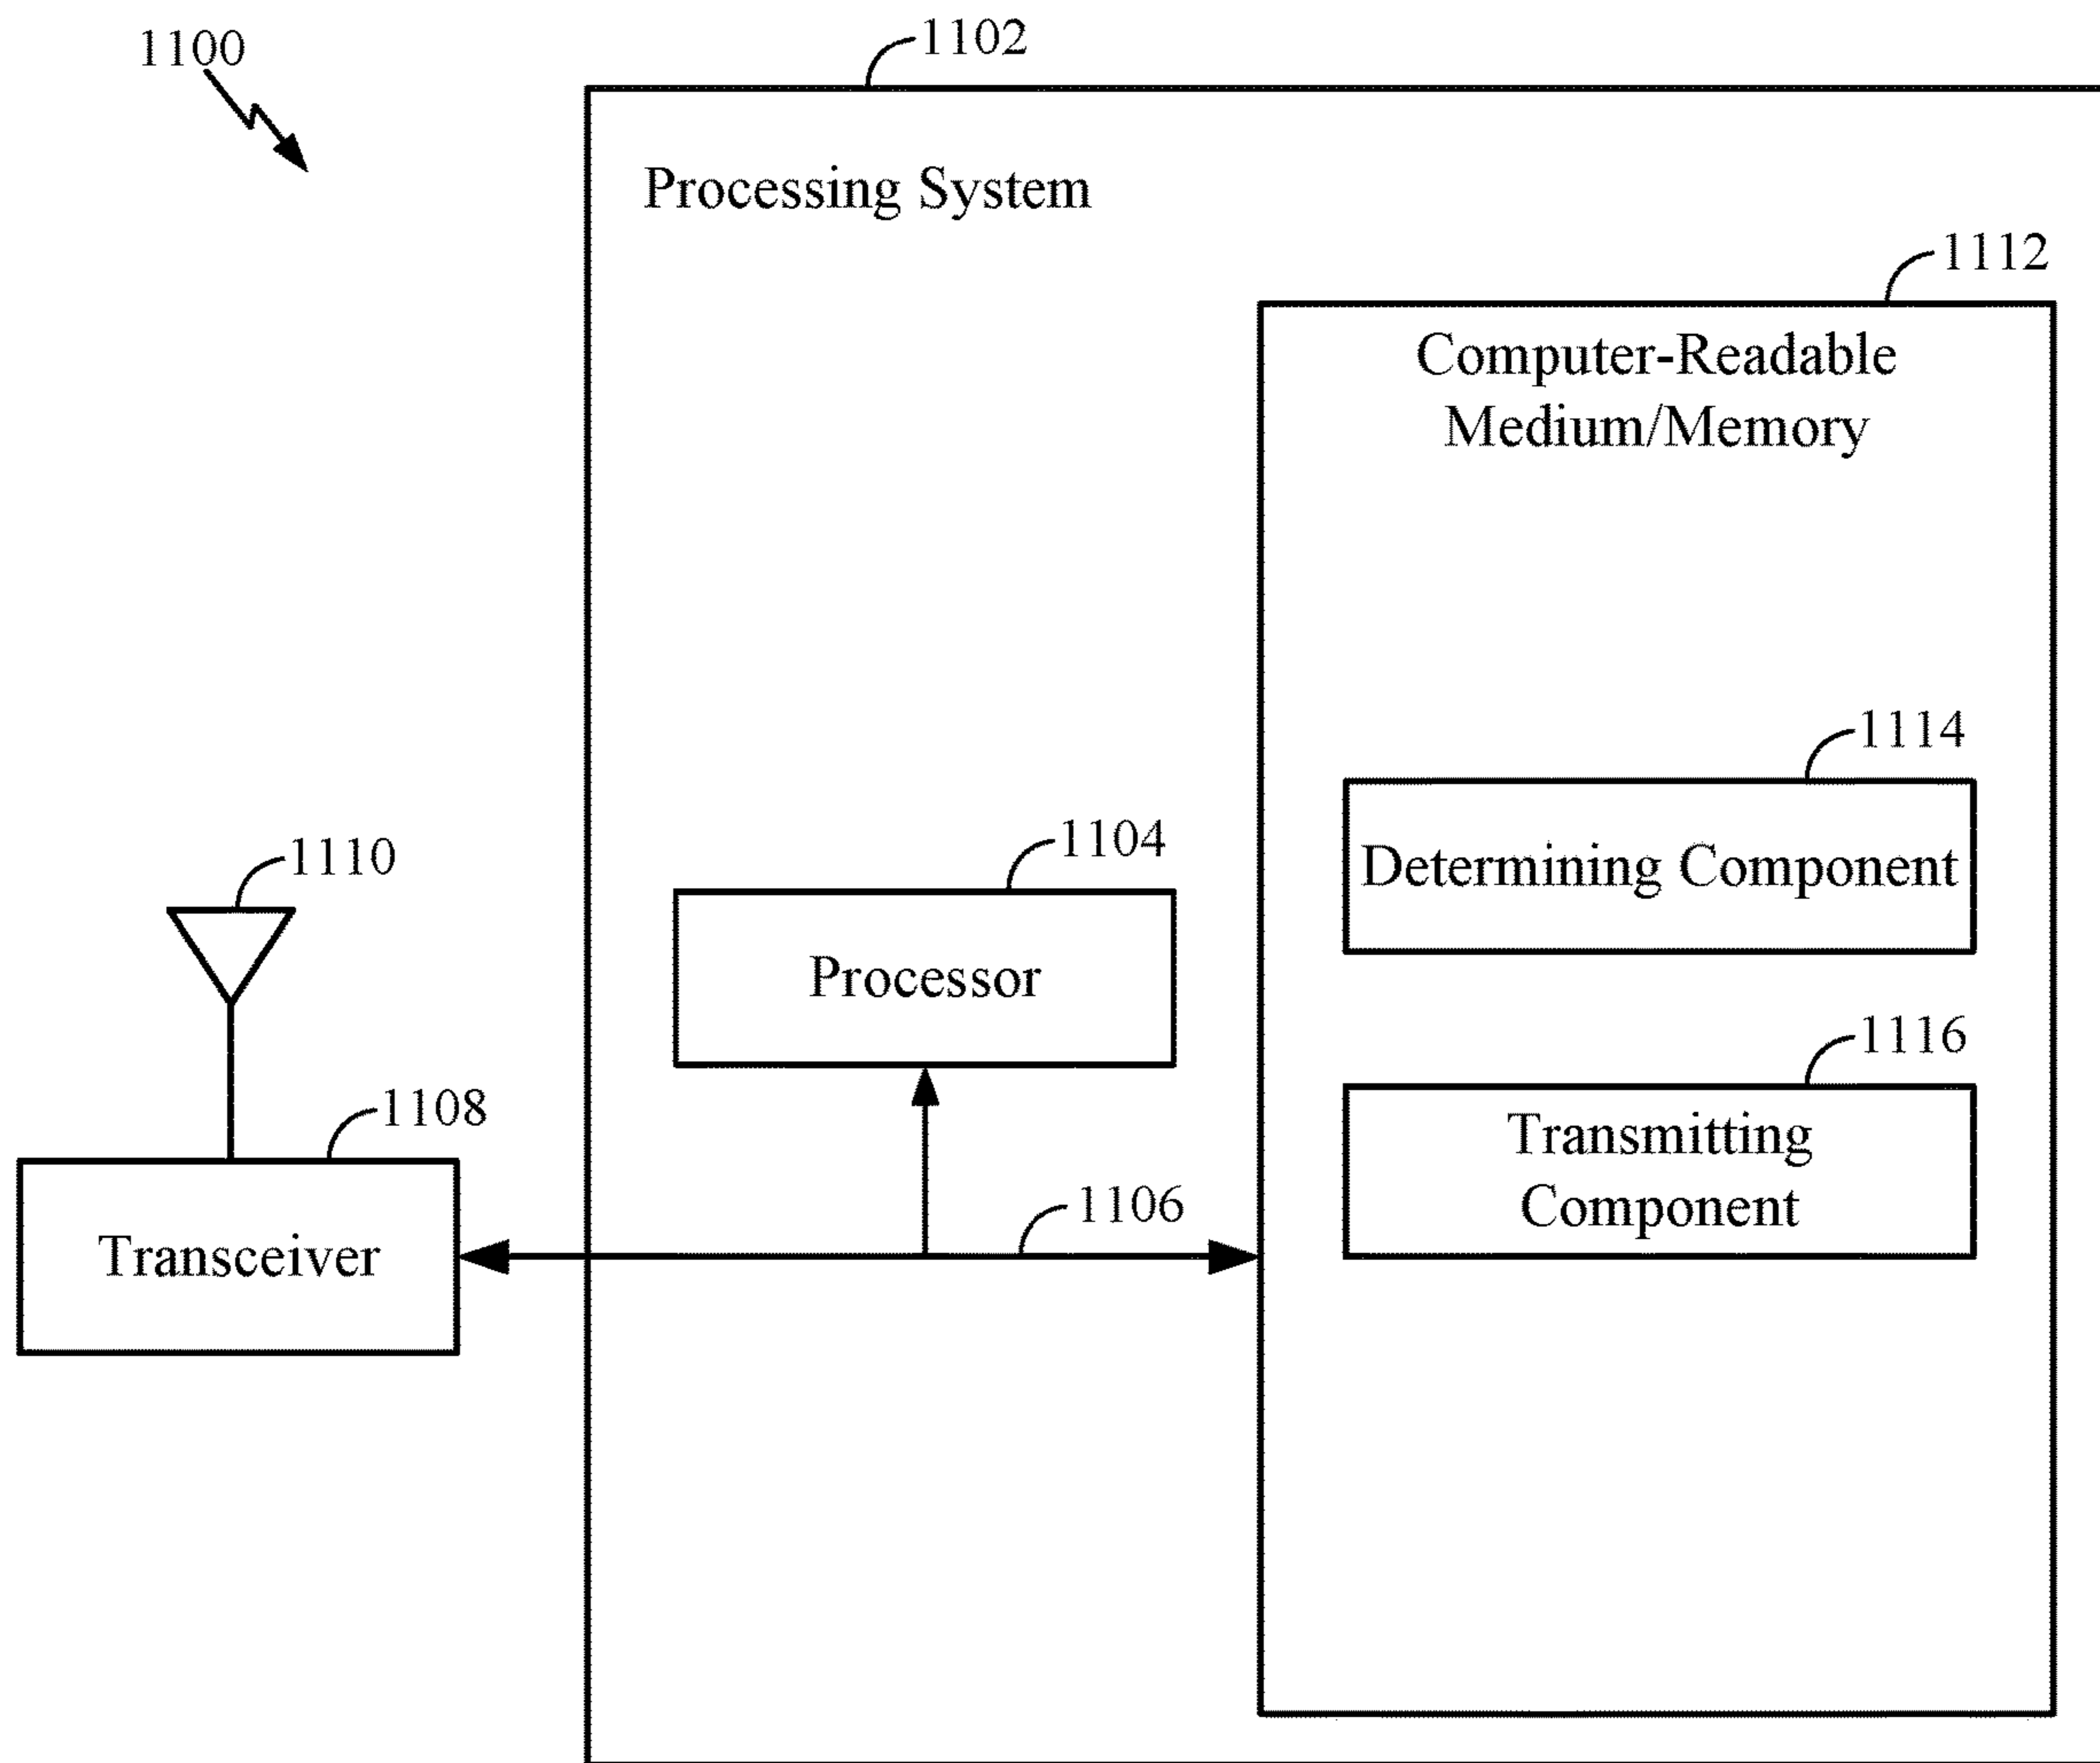 1100
1102
Processing System
1112
Computer-Readable
Medium/Memory
1114
Determining Component
1104
Processor
1110
1116
Transmitting
Component
1108
Transceiver
1106